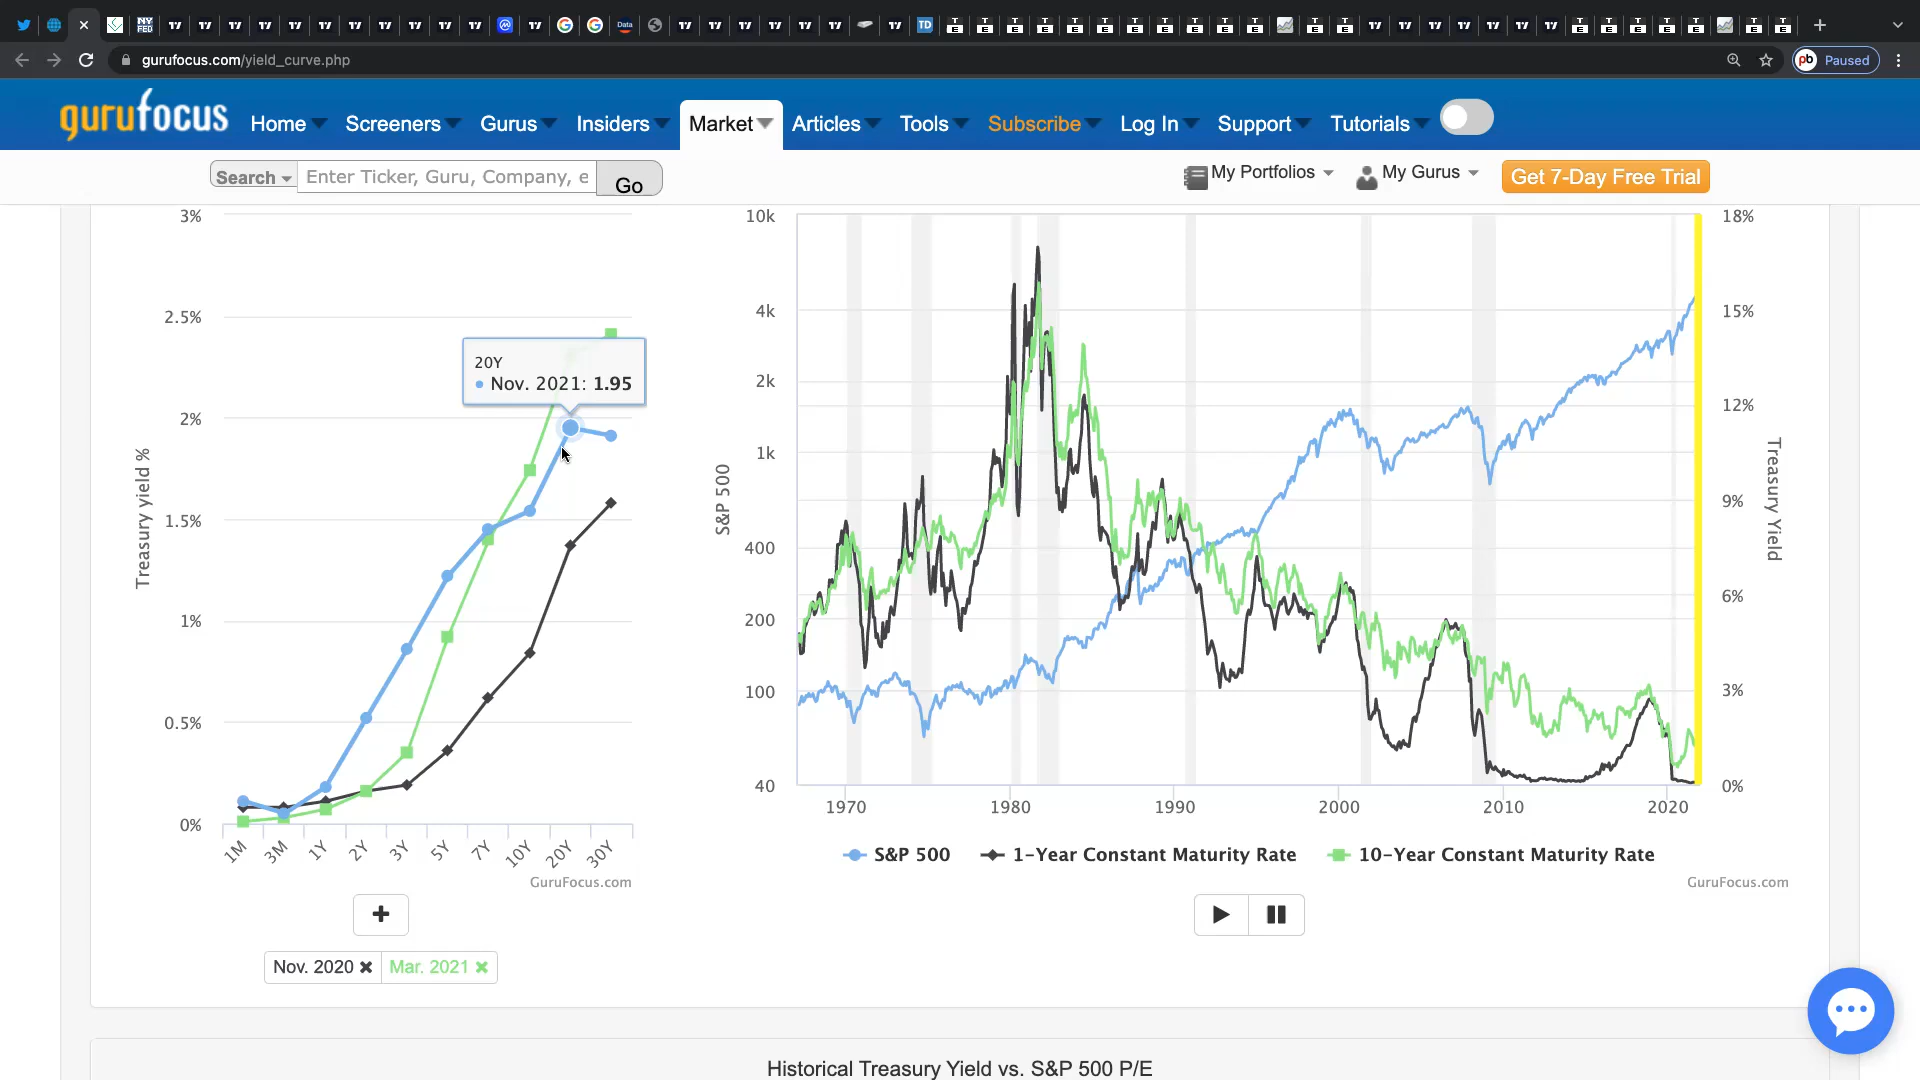 NY FED
Data
TD
gurufocus.com/yield_curve.php
pb Paused
gurufocus Home Screeners Gurus Insiders Market Articles Tools Subscribe Log In Support Tutorials
Search Enter Ticker, Guru, Company, e Go My Portfolios My Gurus Get 7-Day Free Trial
3%
2.5%
2%
1.5%
1%
0.5%
0%
Treasury yield %
20Y
Nov. 2021: 1.95
1M 3M 1Y 2Y 3Y 5Y 7Y 10Y 20Y 30Y
GuruFocus.com
+
Nov. 2020 Mar. 2021
10k
4k
2k
1k
400
200
100
40
S&P 500
18%
15%
12%
9%
6%
3%
0%
Treasury Yield
1970 1980 1990 2000 2010 2020
S&P 500 1-Year Constant Maturity Rate 10-Year Constant Maturity Rate
GuruFocus.com
Historical Treasury Yield vs. S&P 500 P/E